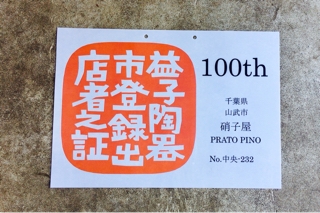 益子陶器
市登録出
店者之証
100th
千葉県
山武市
硝子屋
PRATO PINO
No.中央-232